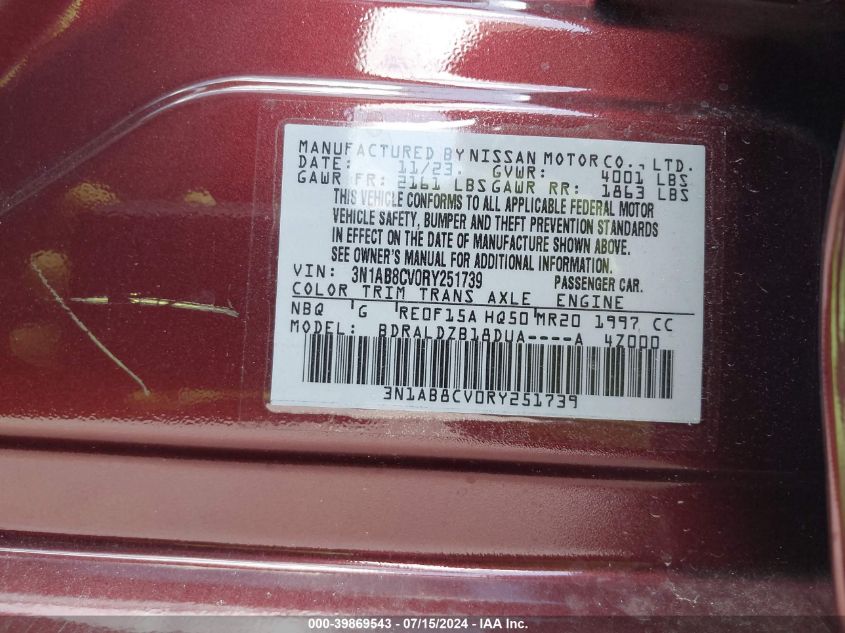 MANUFACTURED BY NISSAN MOTOR CO., LTD.
DATE: 11/23. GVWR: 4001 LBS
GAWR FR: 2161 LBS GAWR RR: 1863 LBS
THIS VEHICLE CONFORMS TO ALL APPLICABLE FEDERAL MOTOR
VEHICLE SAFETY, BUMPER AND THEFT PREVENTION STANDARDS
IN EFFECT ON THE DATE OF MANUFACTURE SHOWN ABOVE.
SEE OWNER'S MANUAL FOR ADDITIONAL INFORMATION.
VIN: 3N1AB8CV0RY251739 PASSENGER CAR.
COLOR TRIM TRANS AXLE ENGINE
NBQ G RE0F15A HQ50 MR20 1997 CC
MODEL: BDRALDZB18DUA----A 4Z000
3N1AB8CV0RY251739
000-39869543 / 07/15/2024 - IAA Inc.